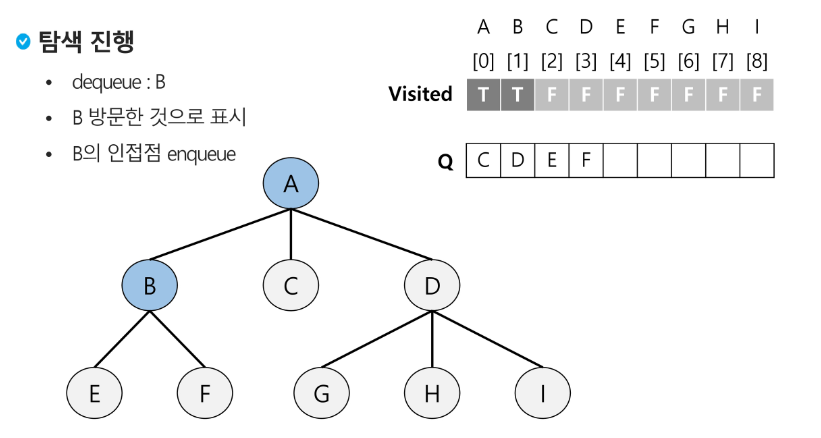 탐색 진행
• dequeue : B
• B 방문한 것으로 표시
• B의 인접점 enqueue
A B C D E F G H I
[0] [1] [2] [3] [4] [5] [6] [7] [8]
Visited T T F F F F F F F
Q C D E F
A
B C D
E F G H I